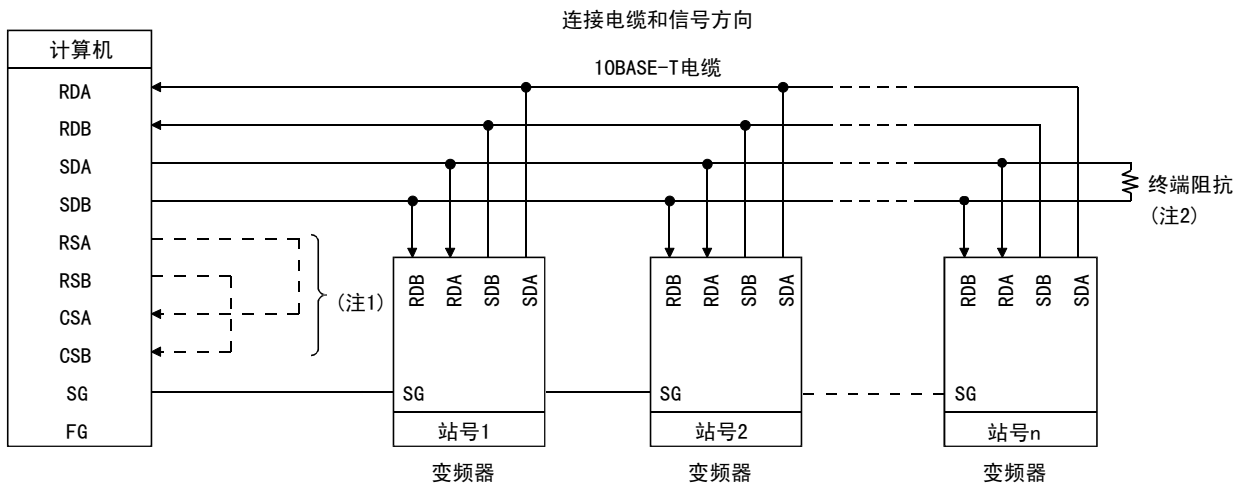 连接电缆和信号方向
计算机
10BASE-T电缆
RDA
RDB
SDA
SDB
RSA
RSB
CSA
CSB
SG
FG
(注1)
终端阻抗
(注2)
RDB
RDA
SDB
SDA
SG
站号1
变频器
RDB
RDA
SDB
SDA
SG
站号2
变频器
RDB
RDA
SDB
SDA
SG
站号n
变频器